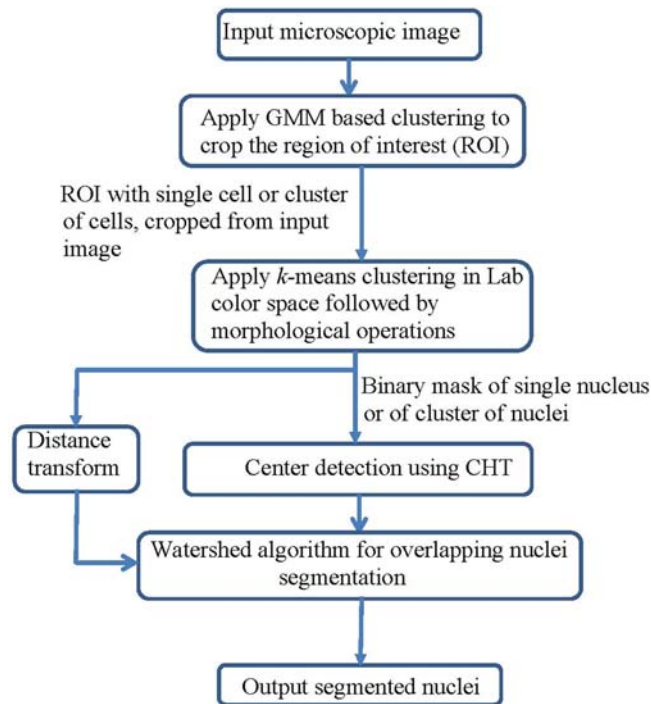 Input microscopic image
Apply GMM based clustering to
crop the region of interest (ROI)
ROI with single cell or cluster
of cells, cropped from input
image
Apply k-means clustering in Lab
color space followed by
morphological operations
Binary mask of single nucleus
or of cluster of nuclei
Distance
transform
Center detection using CHT
Watershed algorithm for overlapping nuclei
segmentation
Output segmented nuclei